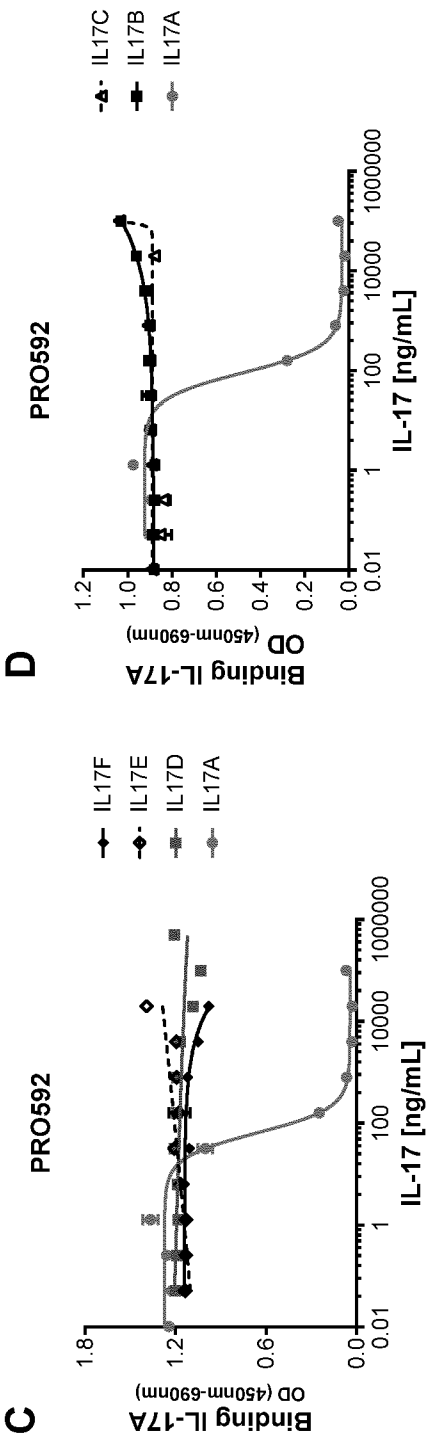 C
PRO592
Binding IL-17A
OD (450nm-690nm)
1.8
1.2
0.6
0.0
0.01
1
100
10000
1000000
IL-17 [ng/mL]
IL17F
IL17E
IL17D
IL17A
D
PRO592
Binding IL-17A
OD (450nm-690nm)
1.2
1.0
0.8
0.6
0.4
0.2
0.0
0.01
1
100
10000
1000000
IL-17 [ng/mL]
IL17C
IL17B
IL17A